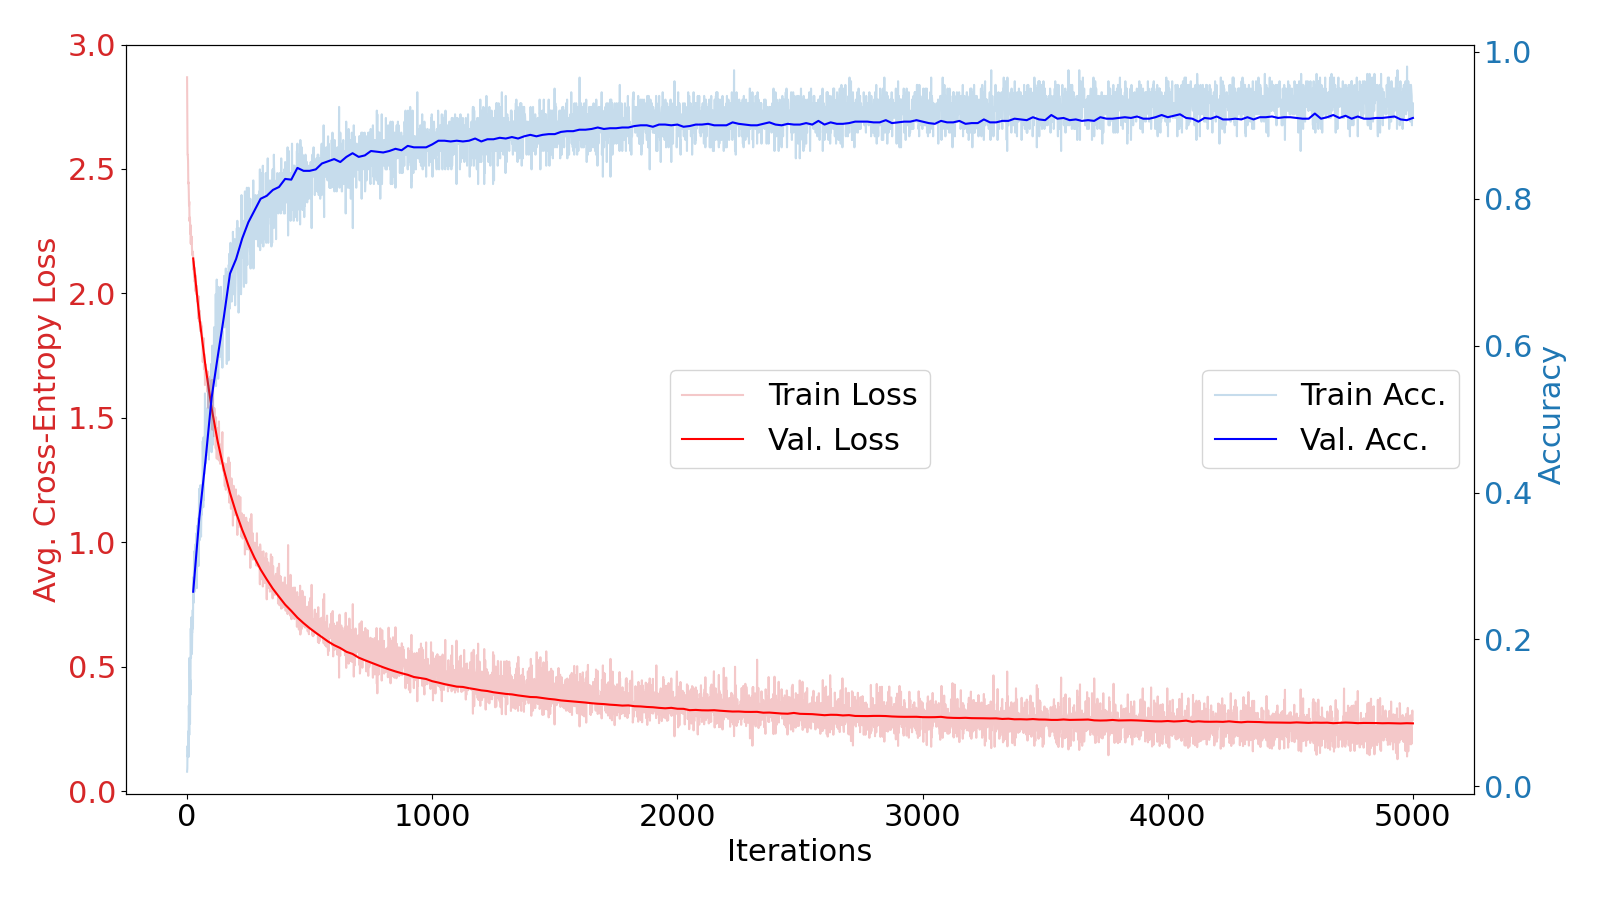 3.0
2.5
2.0
1.5
1.0
0.5
0.0
Avg. Cross-Entropy Loss
Train Loss
Val. Loss
Train Acc.
Val. Acc.
1.0
0.8
0.6
0.4
0.2
0.0
Accuracy
0 1000 2000 3000 4000 5000
Iterations